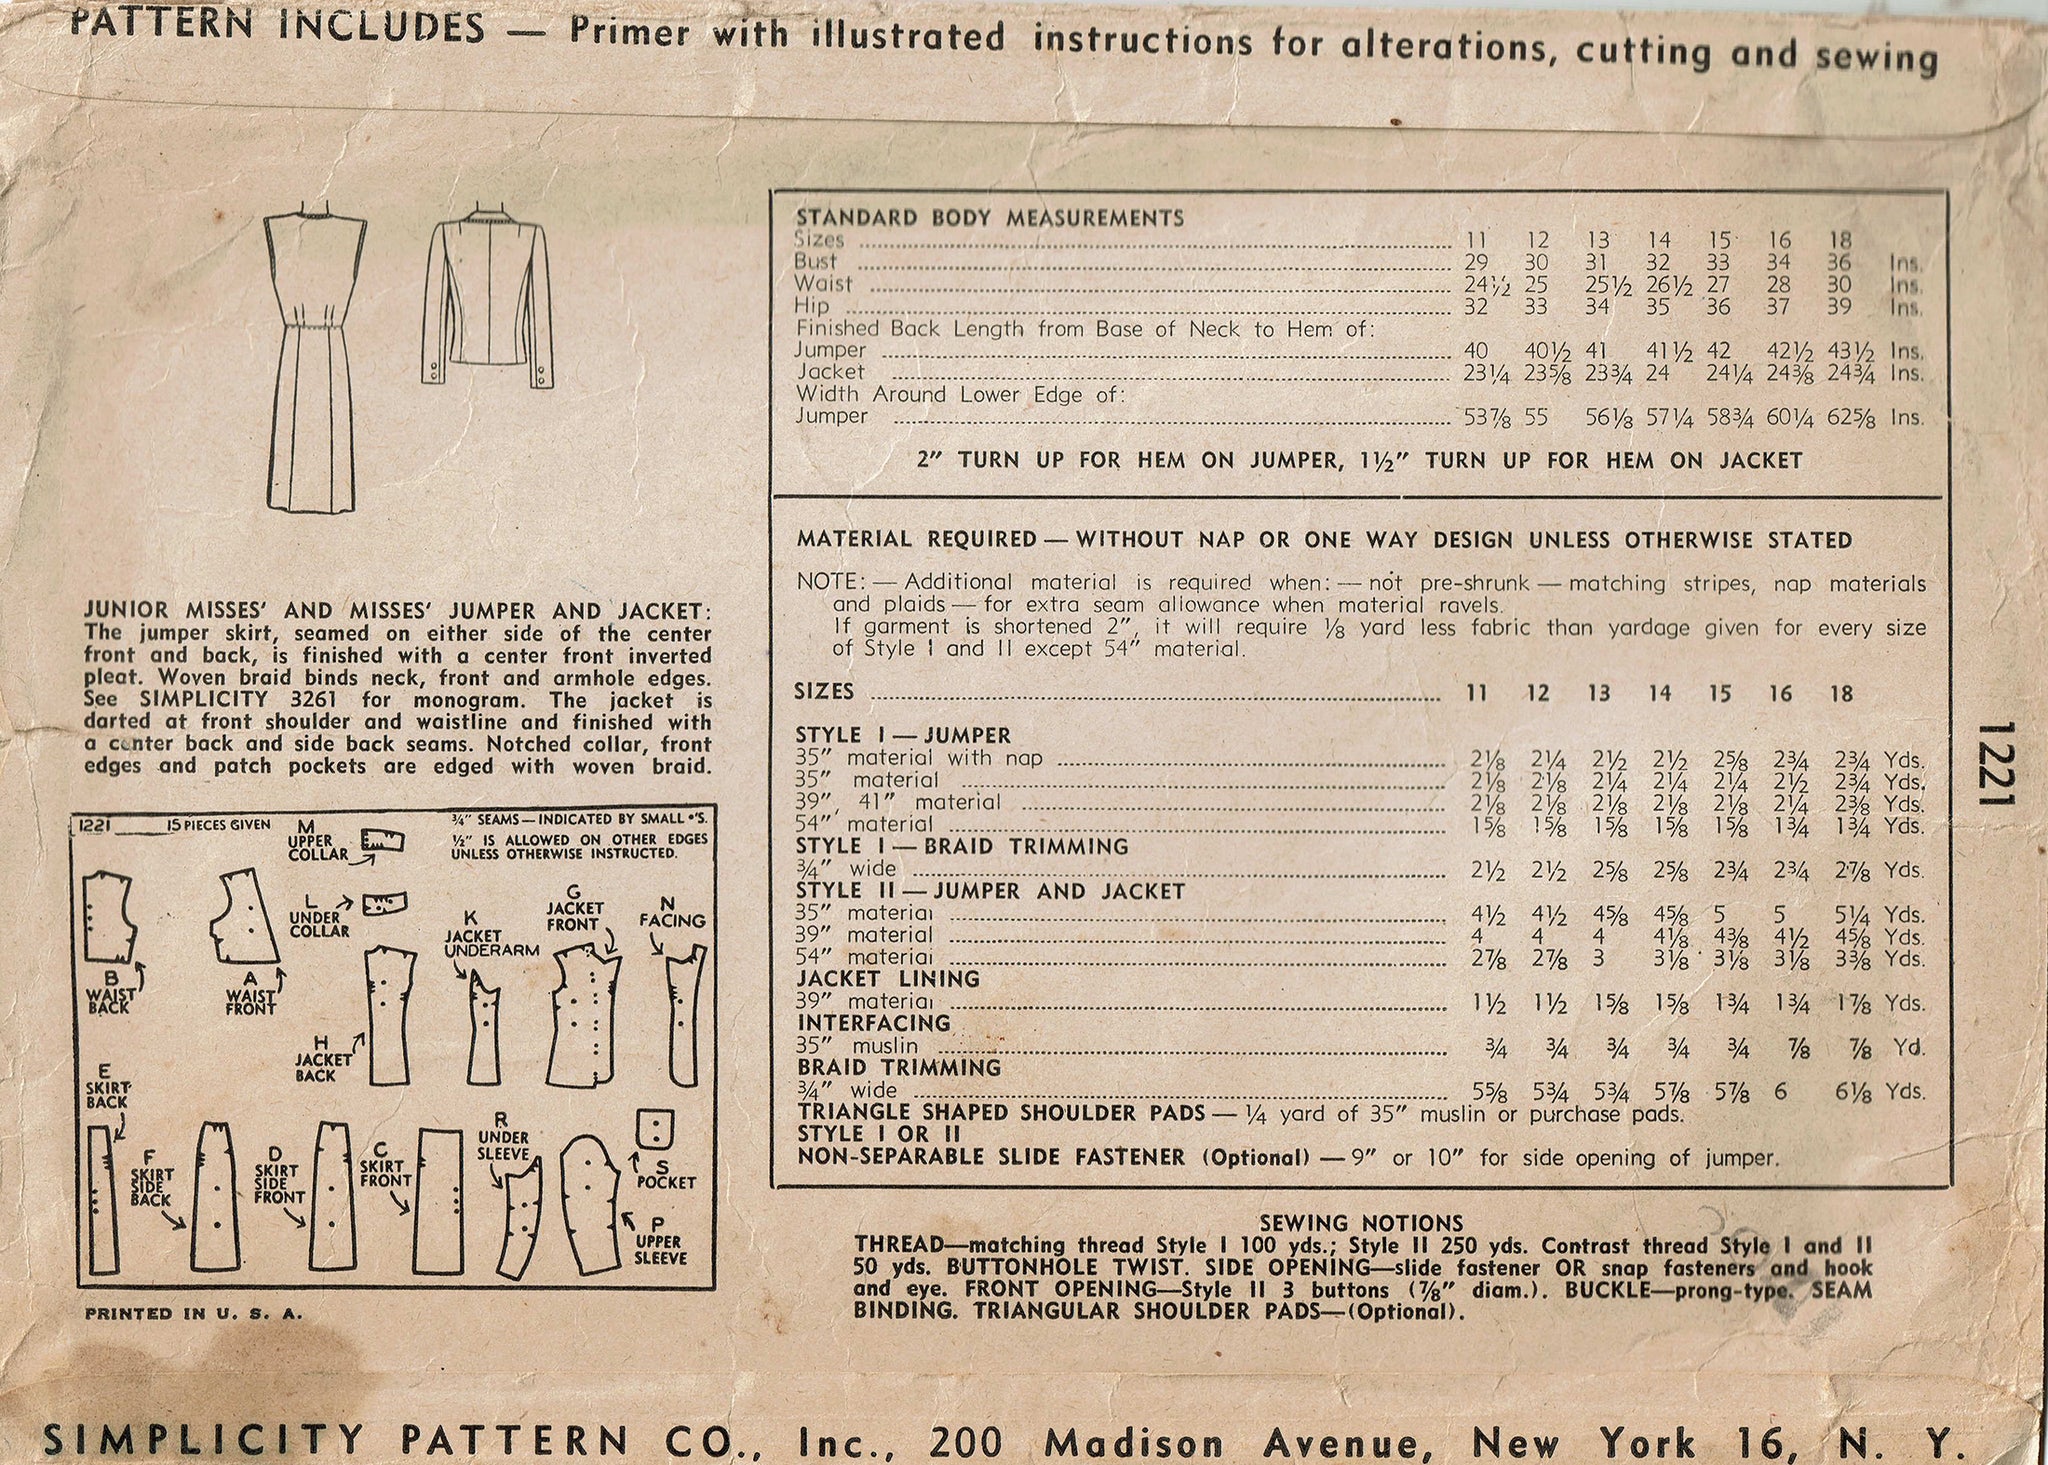 PATTERN INCLUDES — Primer with illustrated instructions for alterations, cutting and sewing
STANDARD BODY MEASUREMENTS
Sizes 11 12 13 14 15 16 18
Bust 29 30 31 32 33 34 36 Ins.
Waist 24½ 25 25½ 26½ 27 28 30 Ins.
Hip 32 33 34 35 36 37 39 Ins.
Finished Back Length from Base of Neck to Hem of:
Jumper 40 40½ 41 41½ 42 42½ 43½ Ins.
Jacket 23¼ 23⅝ 23¾ 24 24¼ 24⅜ 24¾ Ins.
Width Around Lower Edge of:
Jumper 53⅞ 55 56⅛ 57¼ 58¾ 60¼ 62⅝ Ins.
2" TURN UP FOR HEM ON JUMPER, 1½" TURN UP FOR HEM ON JACKET
MATERIAL REQUIRED — WITHOUT NAP OR ONE WAY DESIGN UNLESS OTHERWISE STATED
NOTE: — Additional material is required when: — not pre-shrunk — matching stripes, nap materials
and plaids — for extra seam allowance when material ravels.
If garment is shortened 2", it will require ⅛ yard less fabric than yardage given for every size
of Style I and II except 54" material.
SIZES 11 12 13 14 15 16 18
STYLE I — JUMPER
35" material with nap 2⅛ 2¼ 2½ 2½ 2⅝ 2¾ 2¾ Yds.
35" material 2⅛ 2⅛ 2¼ 2¼ 2¼ 2½ 2¾ Yds.
39", 41" material 2⅛ 2⅛ 2⅛ 2⅛ 2⅛ 2¼ 2⅜ Yds.
54" material 1⅝ 1⅝ 1⅝ 1⅝ 1⅝ 1¾ 1¾ Yds.
STYLE I — BRAID TRIMMING
¾" wide 2½ 2½ 2⅝ 2⅝ 2¾ 2¾ 2⅞ Yds.
STYLE II — JUMPER AND JACKET
35" material 4½ 4½ 4⅝ 4⅝ 5 5 5¼ Yds.
39" material 4 4 4 4⅛ 4⅜ 4½ 4⅝ Yds.
54" material 2⅞ 2⅞ 3 3⅛ 3⅛ 3⅛ 3⅜ Yds.
JACKET LINING
39" material 1½ 1½ 1⅝ 1⅝ 1¾ 1¾ 1⅞ Yds.
INTERFACING
35" muslin ¾ ¾ ¾ ¾ ¾ ⅞ ⅞ Yd.
BRAID TRIMMING
¾" wide 5⅝ 5¾ 5¾ 5⅞ 5⅞ 6 6⅛ Yds.
TRIANGLE SHAPED SHOULDER PADS — ¼ yard of 35" muslin or purchase pads.
STYLE I OR II
NON-SEPARABLE SLIDE FASTENER (Optional) — 9" or 10" for side opening of jumper.
SEWING NOTIONS
THREAD—matching thread Style I 100 yds.; Style II 250 yds. Contrast thread Style I and II
50 yds. BUTTONHOLE TWIST. SIDE OPENING—slide fastener OR snap fasteners and hook
and eye. FRONT OPENING—Style II 3 buttons (⅞" diam.). BUCKLE—prong-type. SEAM
BINDING. TRIANGULAR SHOULDER PADS—(Optional).
1221
JUNIOR MISSES' AND MISSES' JUMPER AND JACKET:
The jumper skirt, seamed on either side of the center
front and back, is finished with a center front inverted
pleat. Woven braid binds neck, front and armhole edges.
See SIMPLICITY 3261 for monogram. The jacket is
darted at front shoulder and waistline and finished with
a center back and side back seams. Notched collar, front
edges and patch pockets are edged with woven braid.
1221 15 PIECES GIVEN
¾" SEAMS — INDICATED BY SMALL •'S.
½" IS ALLOWED ON OTHER EDGES
UNLESS OTHERWISE INSTRUCTED.
M
UPPER
COLLAR
L
UNDER
COLLAR
K
JACKET
UNDERARM
G
JACKET
FRONT
N
FACING
B
WAIST
BACK
A
WAIST
FRONT
H
JACKET
BACK
E
SKIRT
BACK
F
SKIRT
SIDE
BACK
D
SKIRT
SIDE
FRONT
C
SKIRT
FRONT
R
UNDER
SLEEVE
S
POCKET
P
UPPER
SLEEVE
PRINTED IN U. S. A.
SIMPLICITY PATTERN CO., Inc., 200 Madison Avenue, New York 16, N. Y.